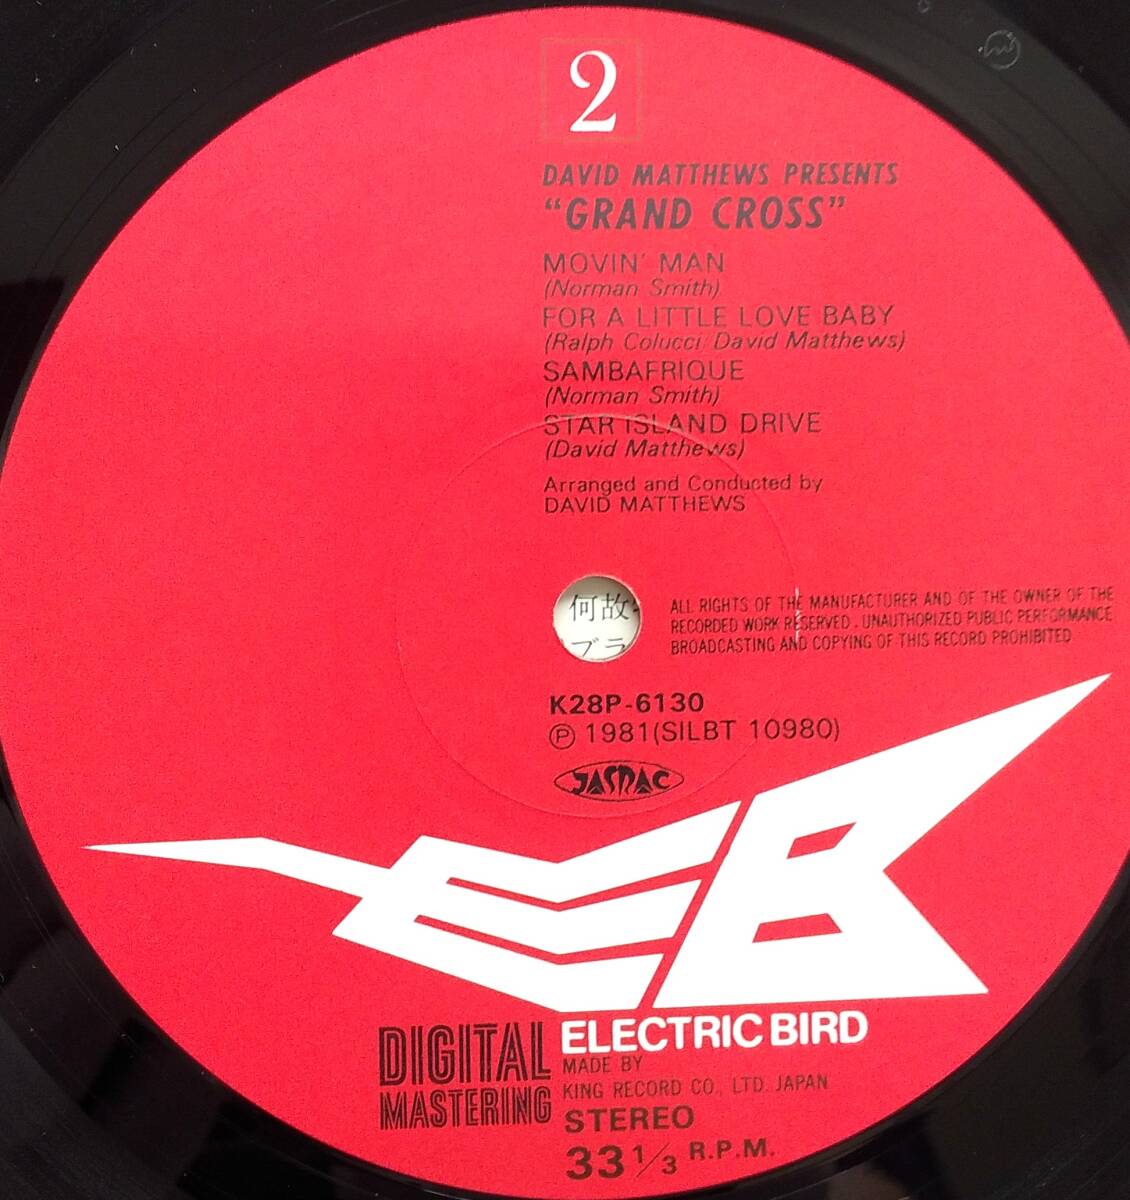 2
DAVID MATTHEWS PRESENTS
“GRAND CROSS”
MOVIN' MAN
(Norman Smith)
FOR A LITTLE LOVE BABY
(Ralph Colucci/David Matthews)
SAMBAFRIQUE
(Norman Smith)
STAR ISLAND DRIVE
(David Matthews)
Arranged and Conducted by
DAVID MATTHEWS
何故
ブラ
ALL RIGHTS OF THE MANUFACTURER AND OF THE OWNER OF THE
RECORDED WORK RESERVED. UNAUTHORIZED PUBLIC PERFORMANCE
BROADCASTING AND COPYING OF THIS RECORD PROHIBITED
K28P-6130
Ⓟ 1981(SILBT 10980)
JASRAC
EB
DIGITAL
MASTERING
ELECTRIC BIRD
MADE BY
KING RECORD CO., LTD. JAPAN
STEREO
33 1/3 R.P.M.